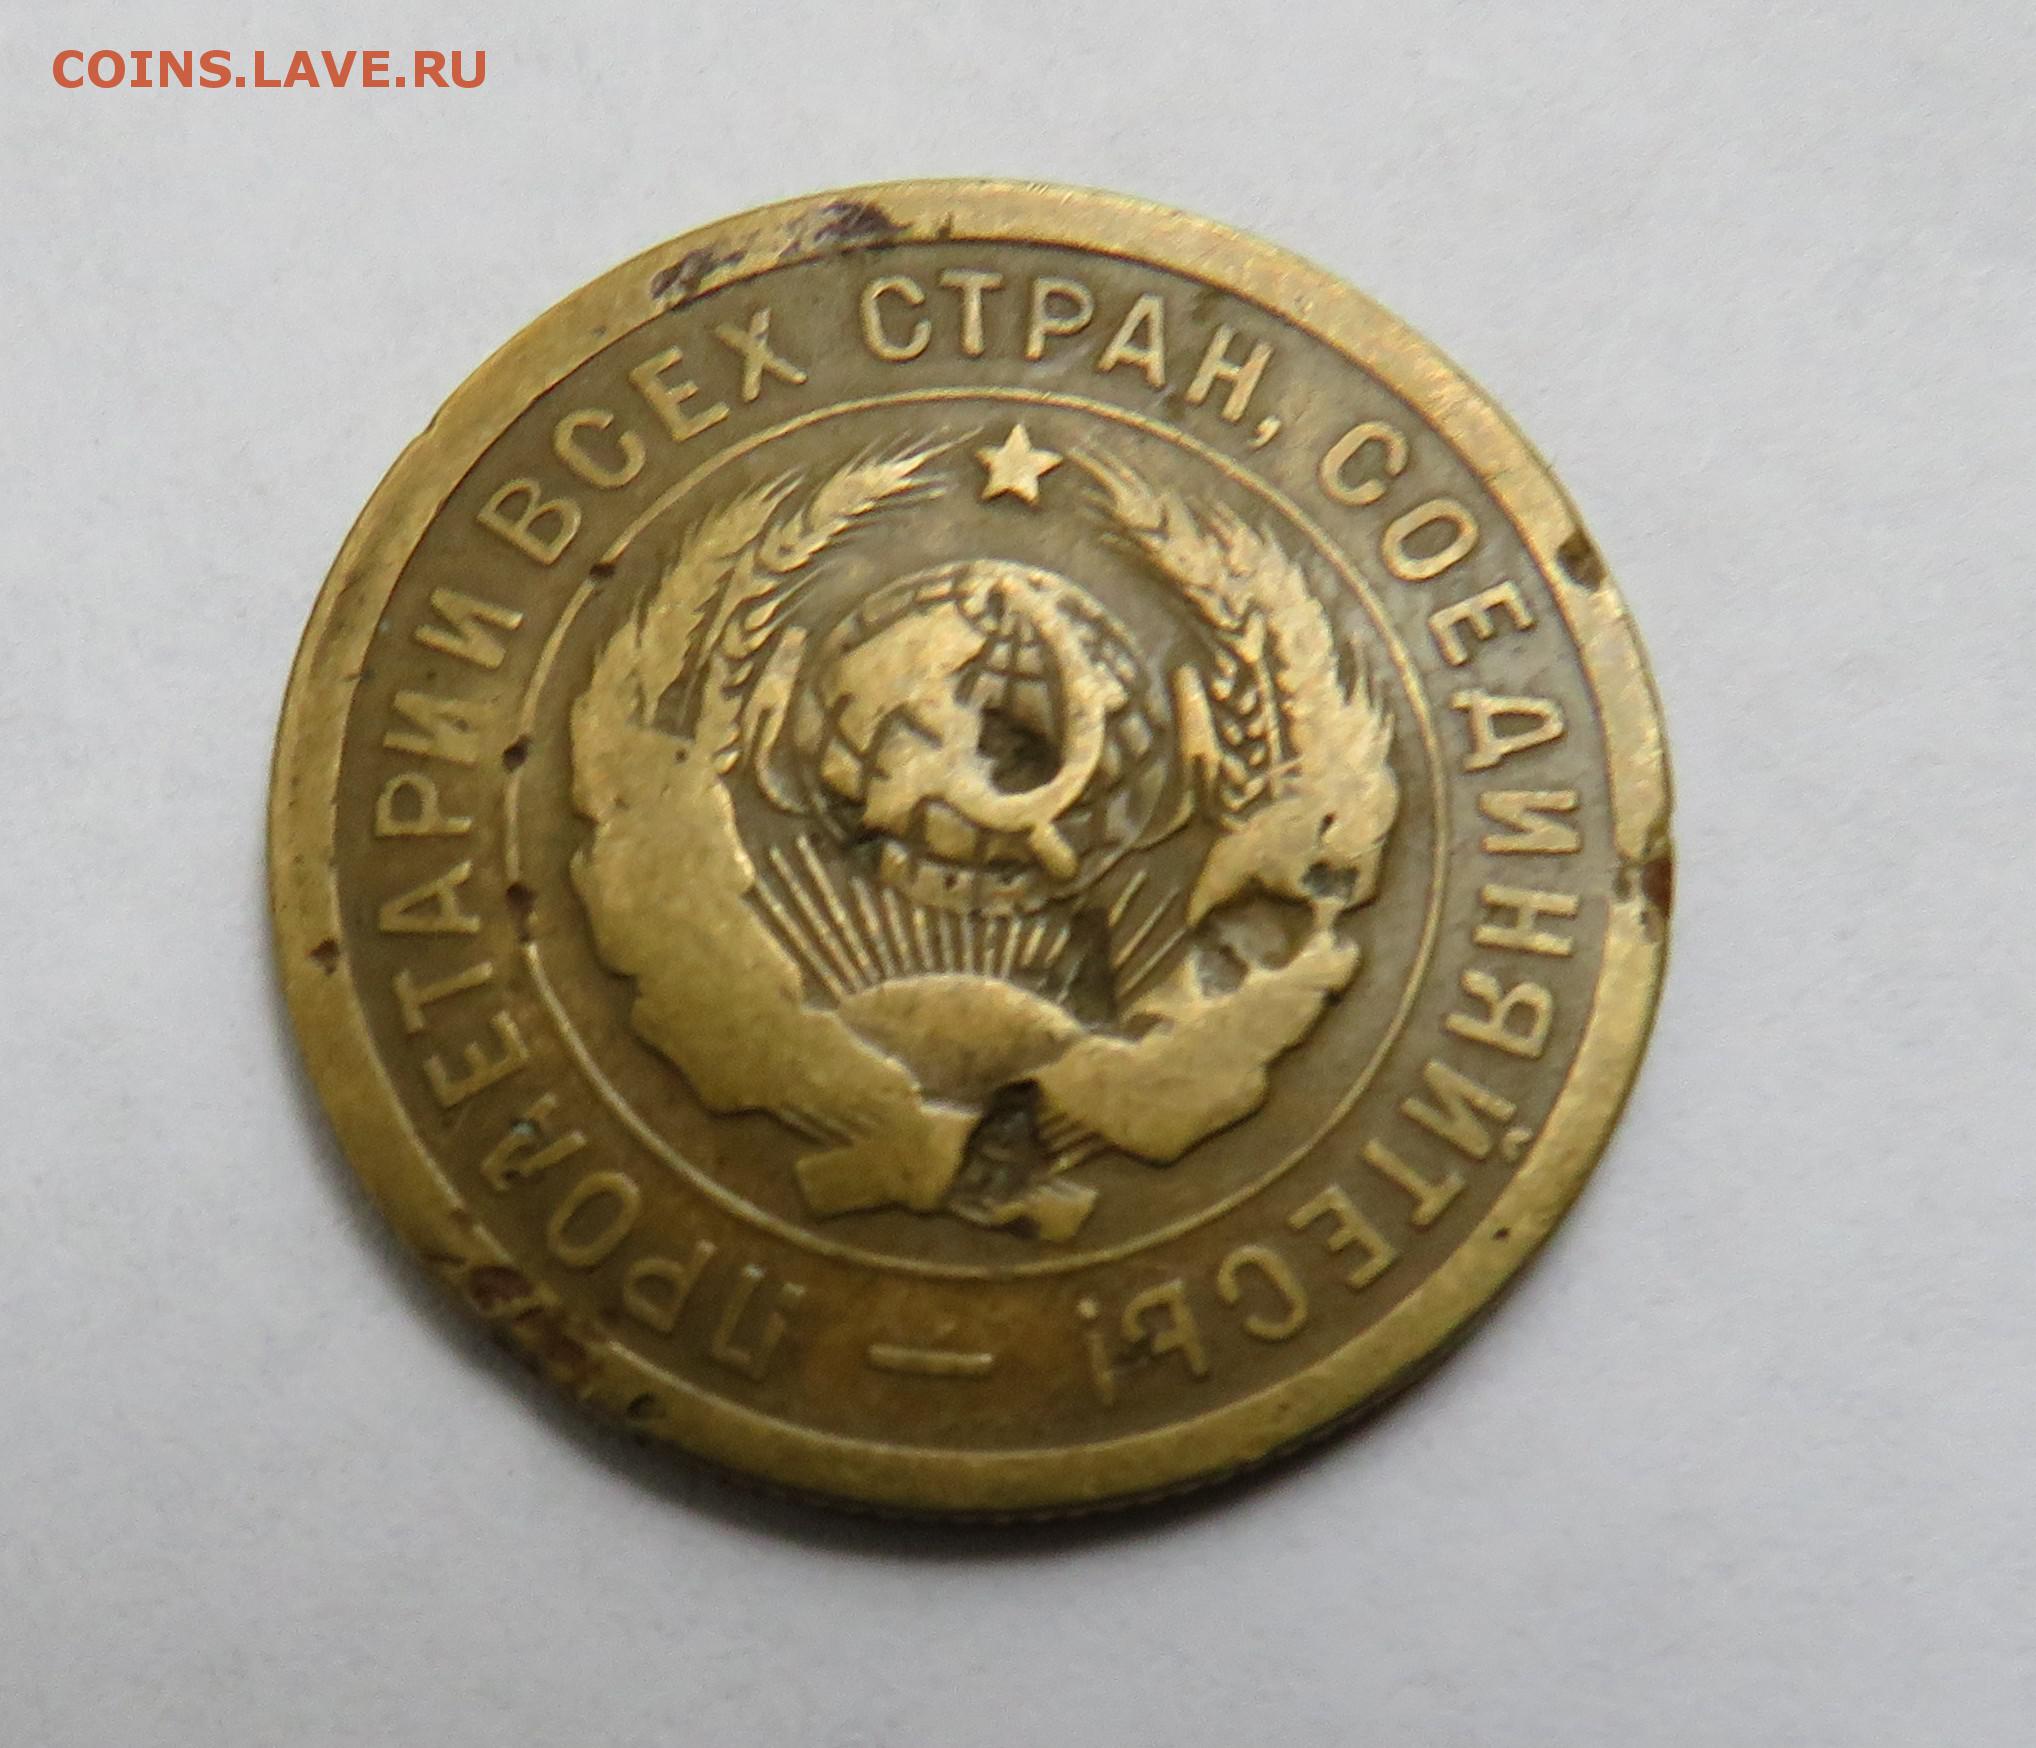 COINS.LAVE.RU
ПРОЛЕТАРИИ ВСЕХ СТРАН, СОЕДИНЯЙТЕСЬ! —